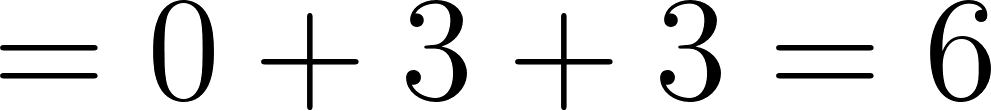 = 0 + 3 + 3 = 6